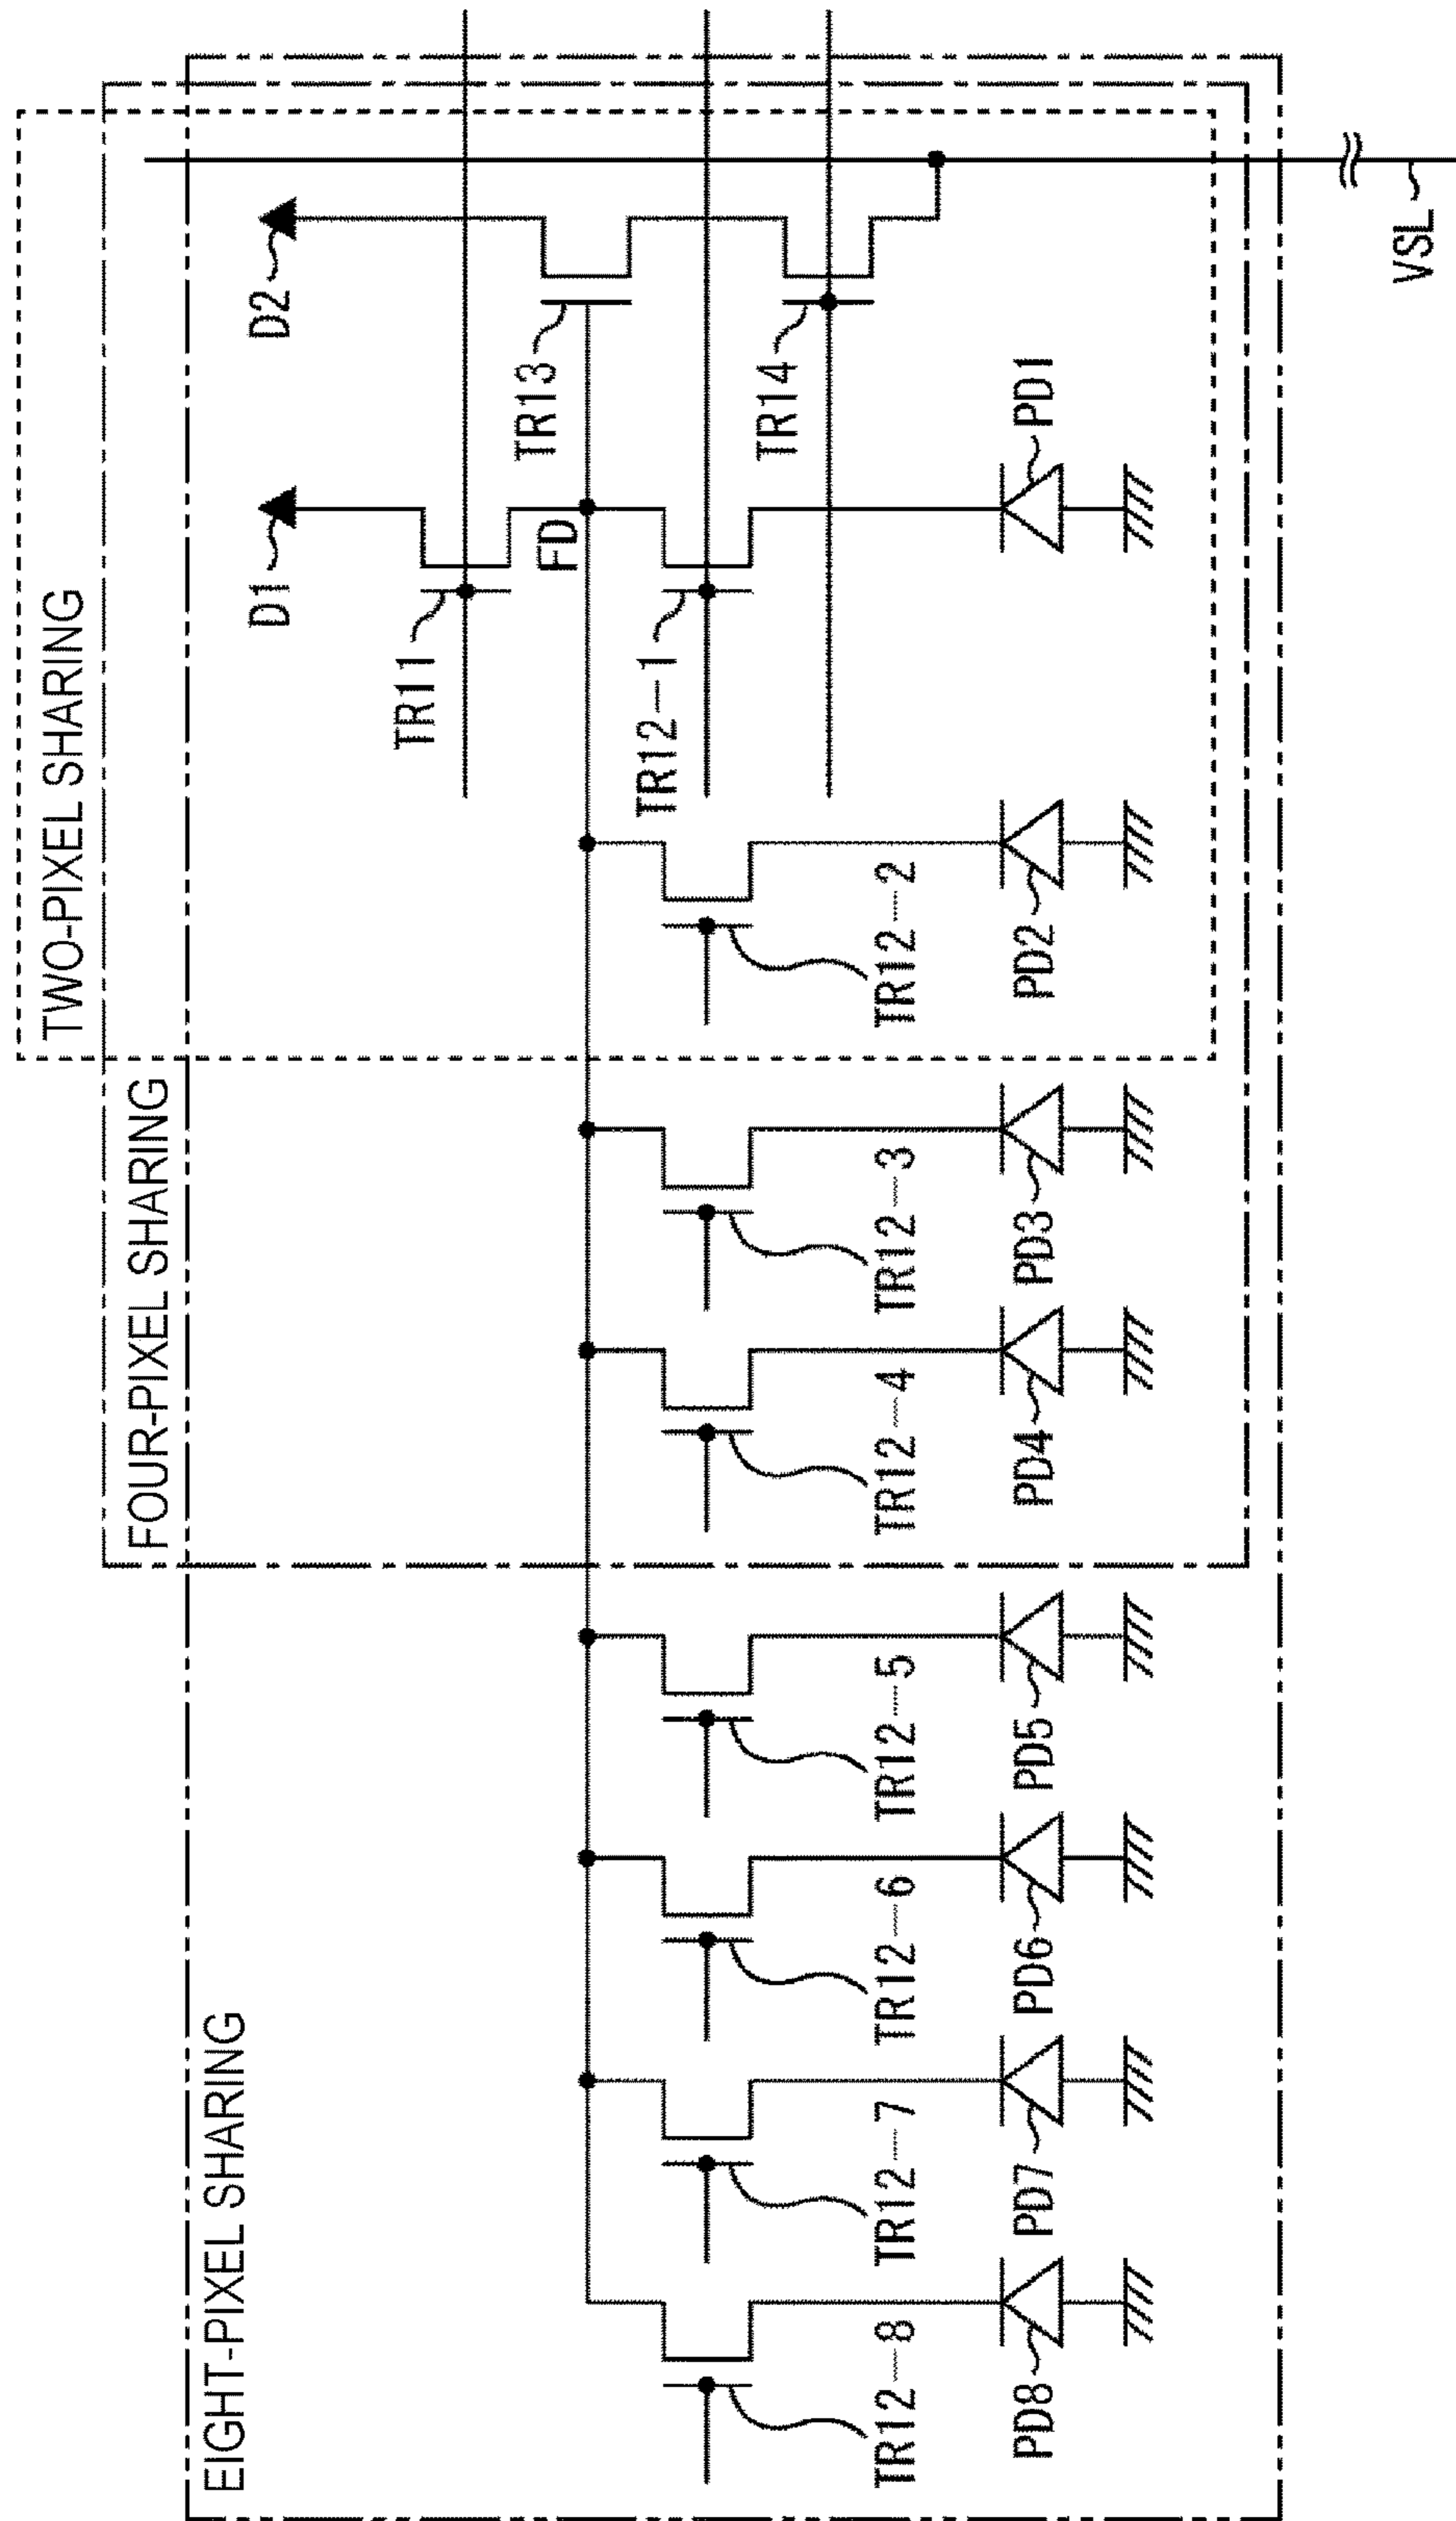 TWO-PIXEL SHARING
FOUR-PIXEL SHARING
EIGHT-PIXEL SHARING
D1
D2
TR11
FD
TR13
TR12-8
TR12-7
TR12-6
TR12-5
TR12-4
TR12-3
TR12-2
TR12-1
TR14
PD8
PD7
PD6
PD5
PD4
PD3
PD2
PD1
VSL